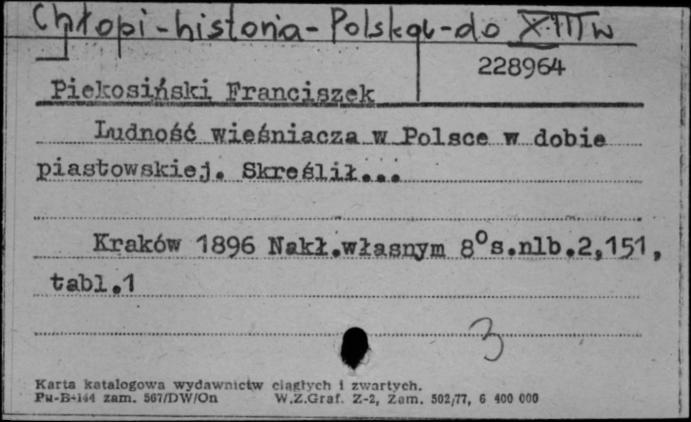 Chłopi - historia - Polska - do XIII w
228964
Piekosiński Franciszek
Ludność wieśniacza w Polsce w dobie
piastowskiej. Skreślił...
Kraków 1896 Nakł.własnym 8° s.nlb.2,151,
tabl.1
3
Karta katalogowa wydawnictw ciągłych i zwartych.
Pu-B-144 zam. 567/DW/On W.Z.Graf. Z-2, Zam. 502/77, 6 400 000